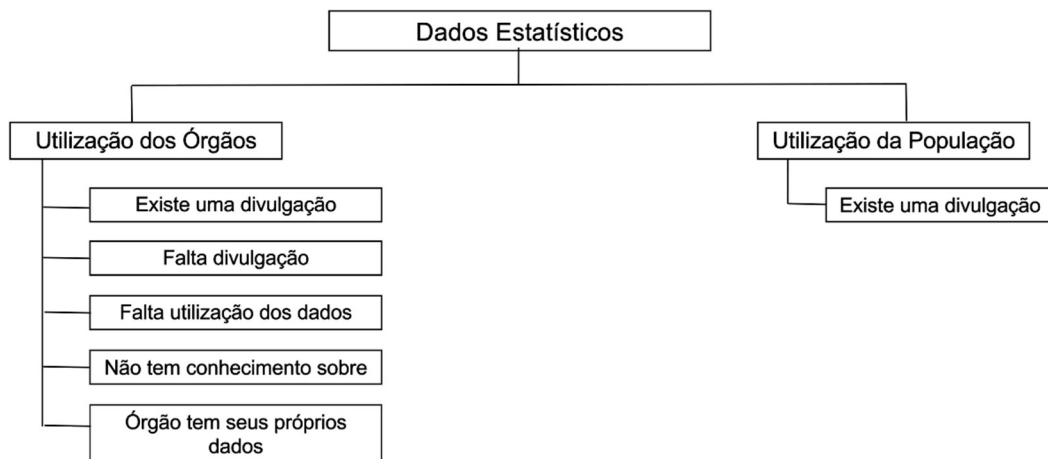 Dados Estatísticos
Utilização dos Órgãos
Existe uma divulgação
Falta divulgação
Falta utilização dos dados
Não tem conhecimento sobre
Órgão tem seus próprios
dados
Utilização da População
Existe uma divulgação